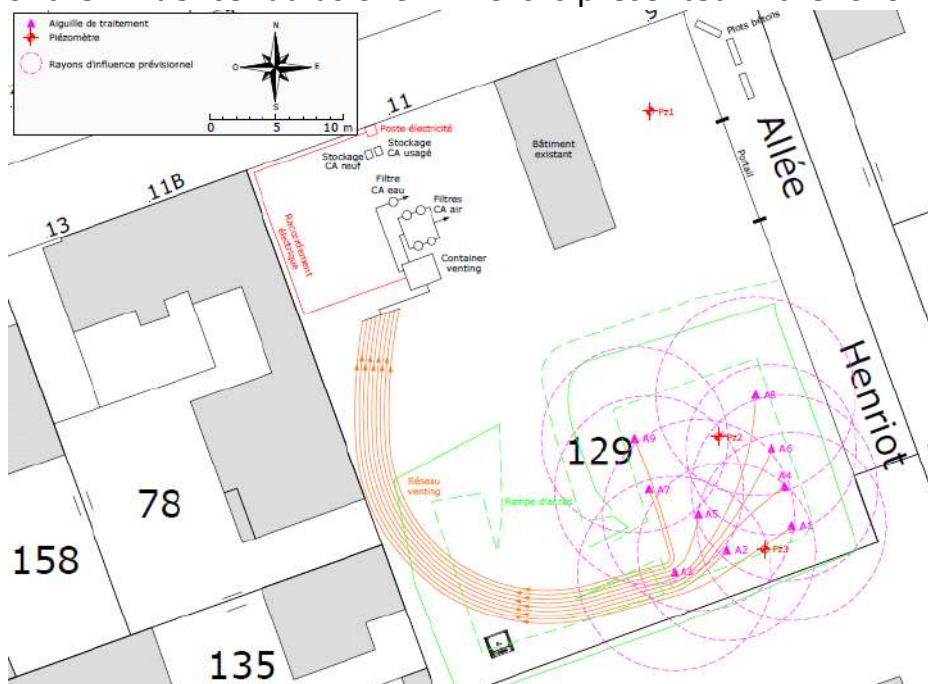 Aiguille de traitement
Piézomètre
Rayons d'influence prévisionnel
N
O
E
S
0 5 10 m
9
11
11B
13
Plots bétons
Pz1
Allée
Portail
Bâtiment
existant
Poste électricité
Stockage
CA usagé
Stockage
CA neuf
Filtre
CA eau
Filtres
CA air
Raccordement
électrique
Container
venting
Henriot
A8
Pz2
A9
129
A6
A4
A7
Réseau
venting
Rampe d'accès
A5
78
A1
A2
Pz3
158
A3
135